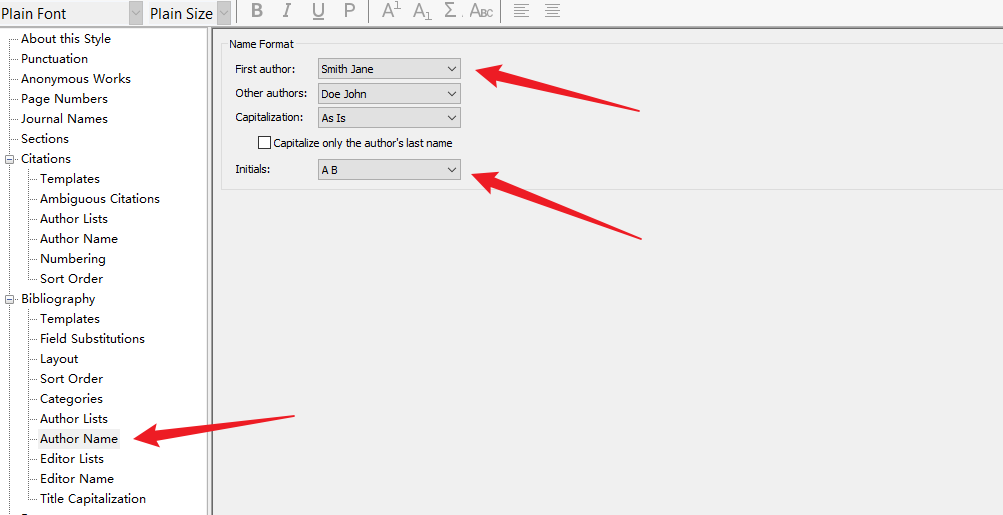 Plain Font Plain Size B I U P A1 A1 Σ ABC
About this Style
Punctuation
Anonymous Works
Page Numbers
Journal Names
Sections
Citations
Templates
Ambiguous Citations
Author Lists
Author Name
Numbering
Sort Order
Bibliography
Templates
Field Substitutions
Layout
Sort Order
Categories
Author Lists
Author Name
Editor Lists
Editor Name
Title Capitalization
Name Format
First author: Smith Jane
Other authors: Doe John
Capitalization: As Is
Capitalize only the author's last name
Initials: A B